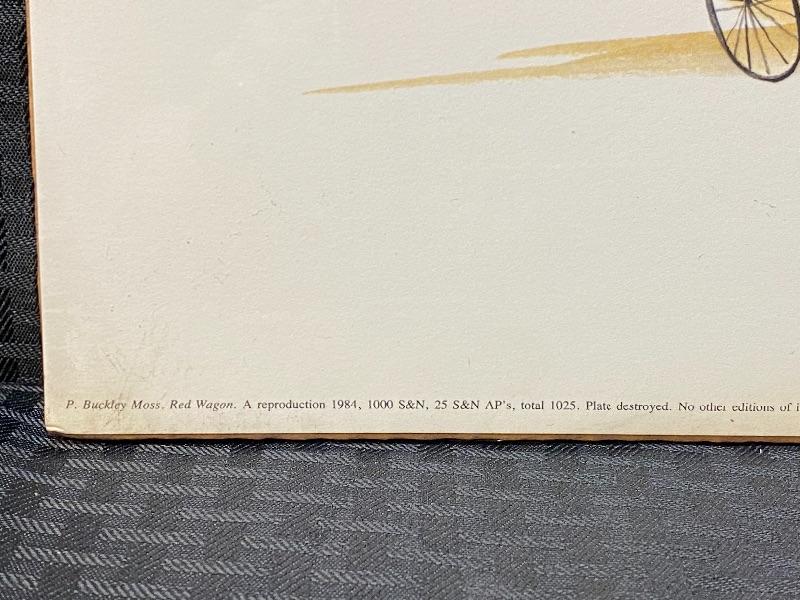 P. Buckley Moss, Red Wagon. A reproduction 1984, 1000 S&N, 25 S&N AP's, total 1025. Plate destroyed. No other editions of